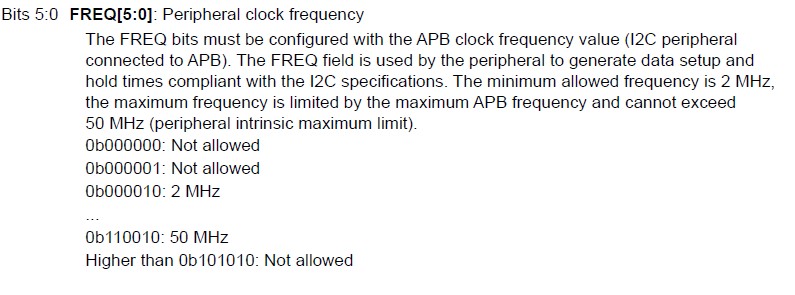 Bits 5:0 FREQ[5:0]: Peripheral clock frequency
The FREQ bits must be configured with the APB clock frequency value (I2C peripheral
connected to APB). The FREQ field is used by the peripheral to generate data setup and
hold times compliant with the I2C specifications. The minimum allowed frequency is 2 MHz,
the maximum frequency is limited by the maximum APB frequency and cannot exceed
50 MHz (peripheral intrinsic maximum limit).
0b000000: Not allowed
0b000001: Not allowed
0b000010: 2 MHz
...
0b110010: 50 MHz
Higher than 0b101010: Not allowed